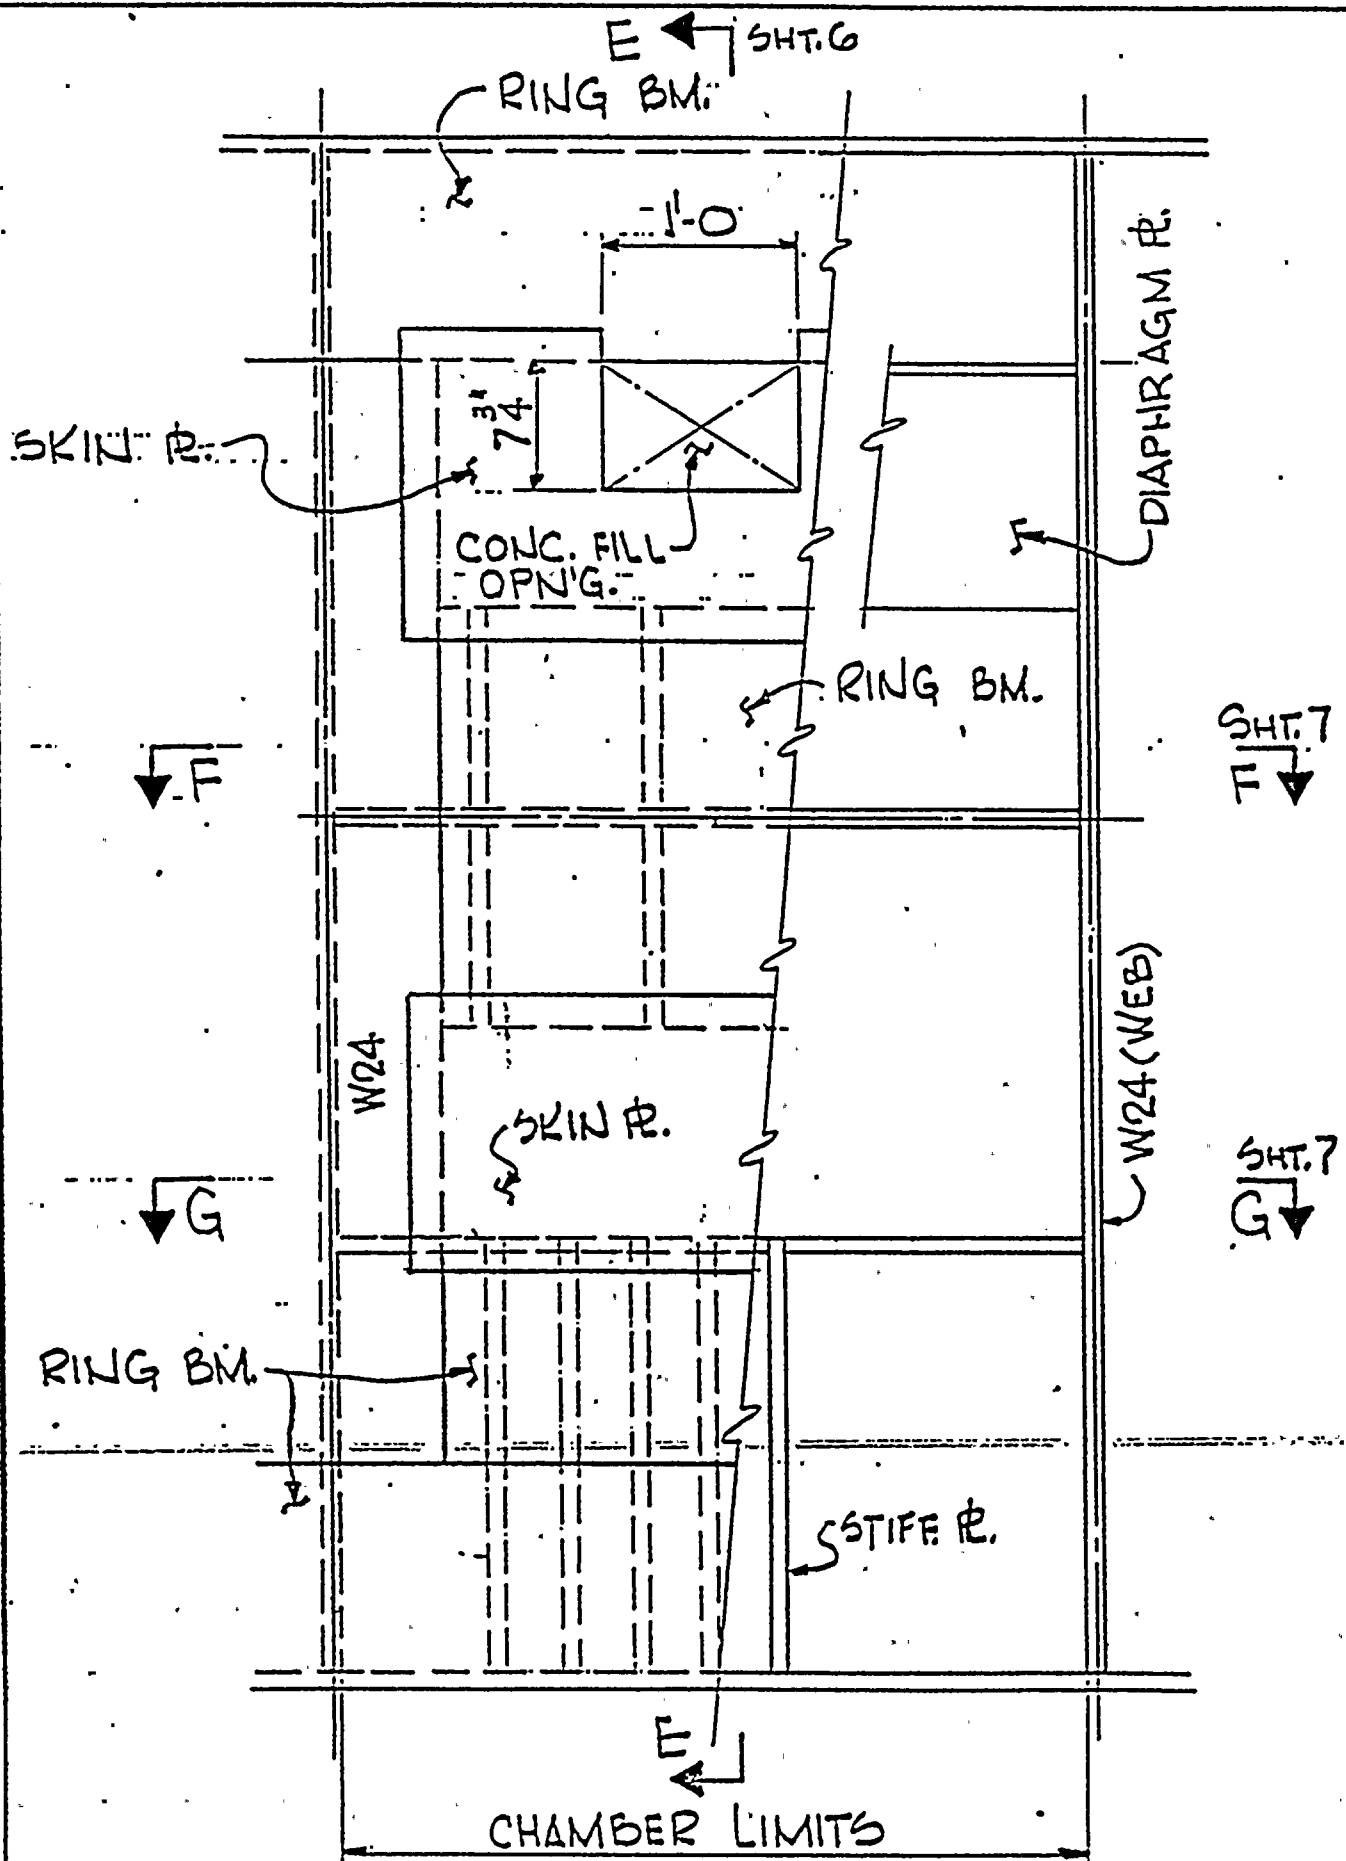 E SHT. 6
RING BM.
1'-0
DIAPHRAGM PL.
7 3/4"
SKIN PL.
CONC. FILL
OPN'G.
RING BM.
SHT. 7
F
F
W24
W24 (WEB)
SKIN PL.
SHT. 7
G
G
RING BM.
STIFF. PL.
E
CHAMBER LIMITS